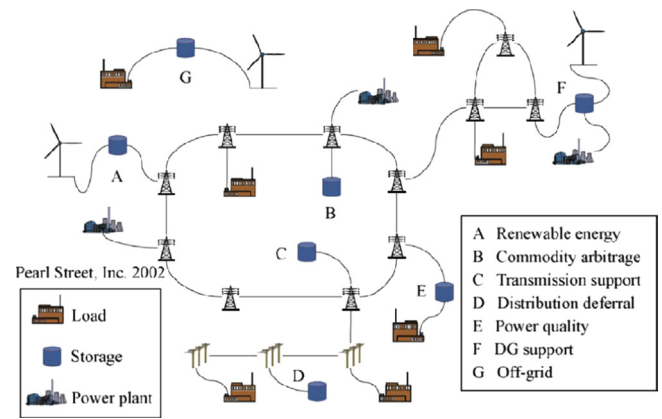 G
F
A
B
C
E
D
Pearl Street, Inc. 2002
Load
Storage
Power plant
A Renewable energy
B Commodity arbitrage
C Transmission support
D Distribution deferral
E Power quality
F DG support
G Off-grid